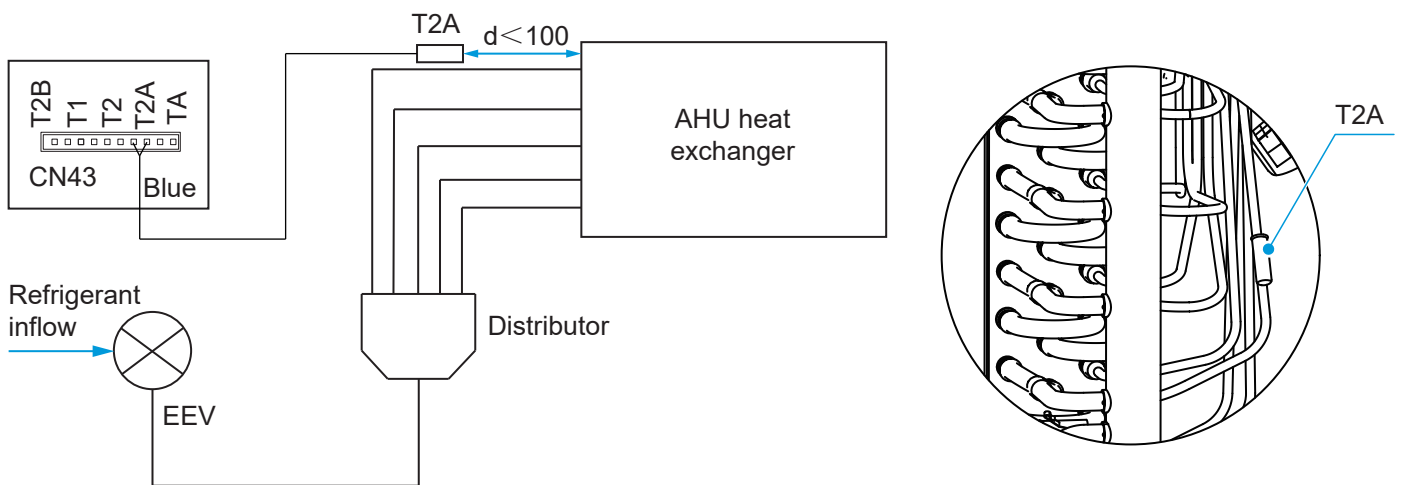 T2A
d＜100
T2B
T1
T2
T2A
TA
CN43
Blue
AHU heat
exchanger
T2A
Refrigerant
inflow
Distributor
EEV